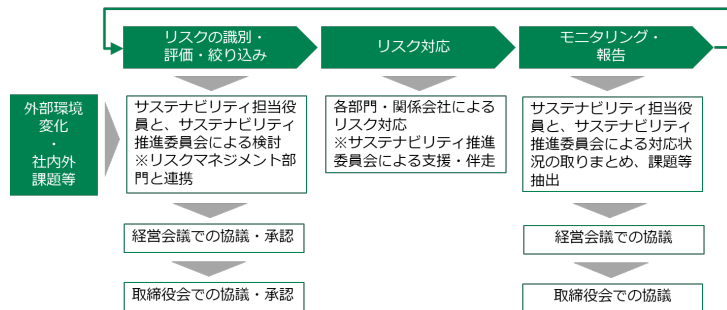 リスクの識別・
評価・絞り込み
リスク対応
モニタリング・
報告
外部環境
変化
・
社内外
課題等
サステナビリティ担当役
員と、サステナビリティ
推進委員会による検討
※リスクマネジメント部
門と連携
各部門・関係会社による
リスク対応
※サステナビリティ推進
委員会による支援・伴走
サステナビリティ担当役
員と、サステナビリティ
推進委員会による対応状
況の取りまとめ、課題等
抽出
経営会議での協議・承認
経営会議での協議
取締役会での協議・承認
取締役会での協議